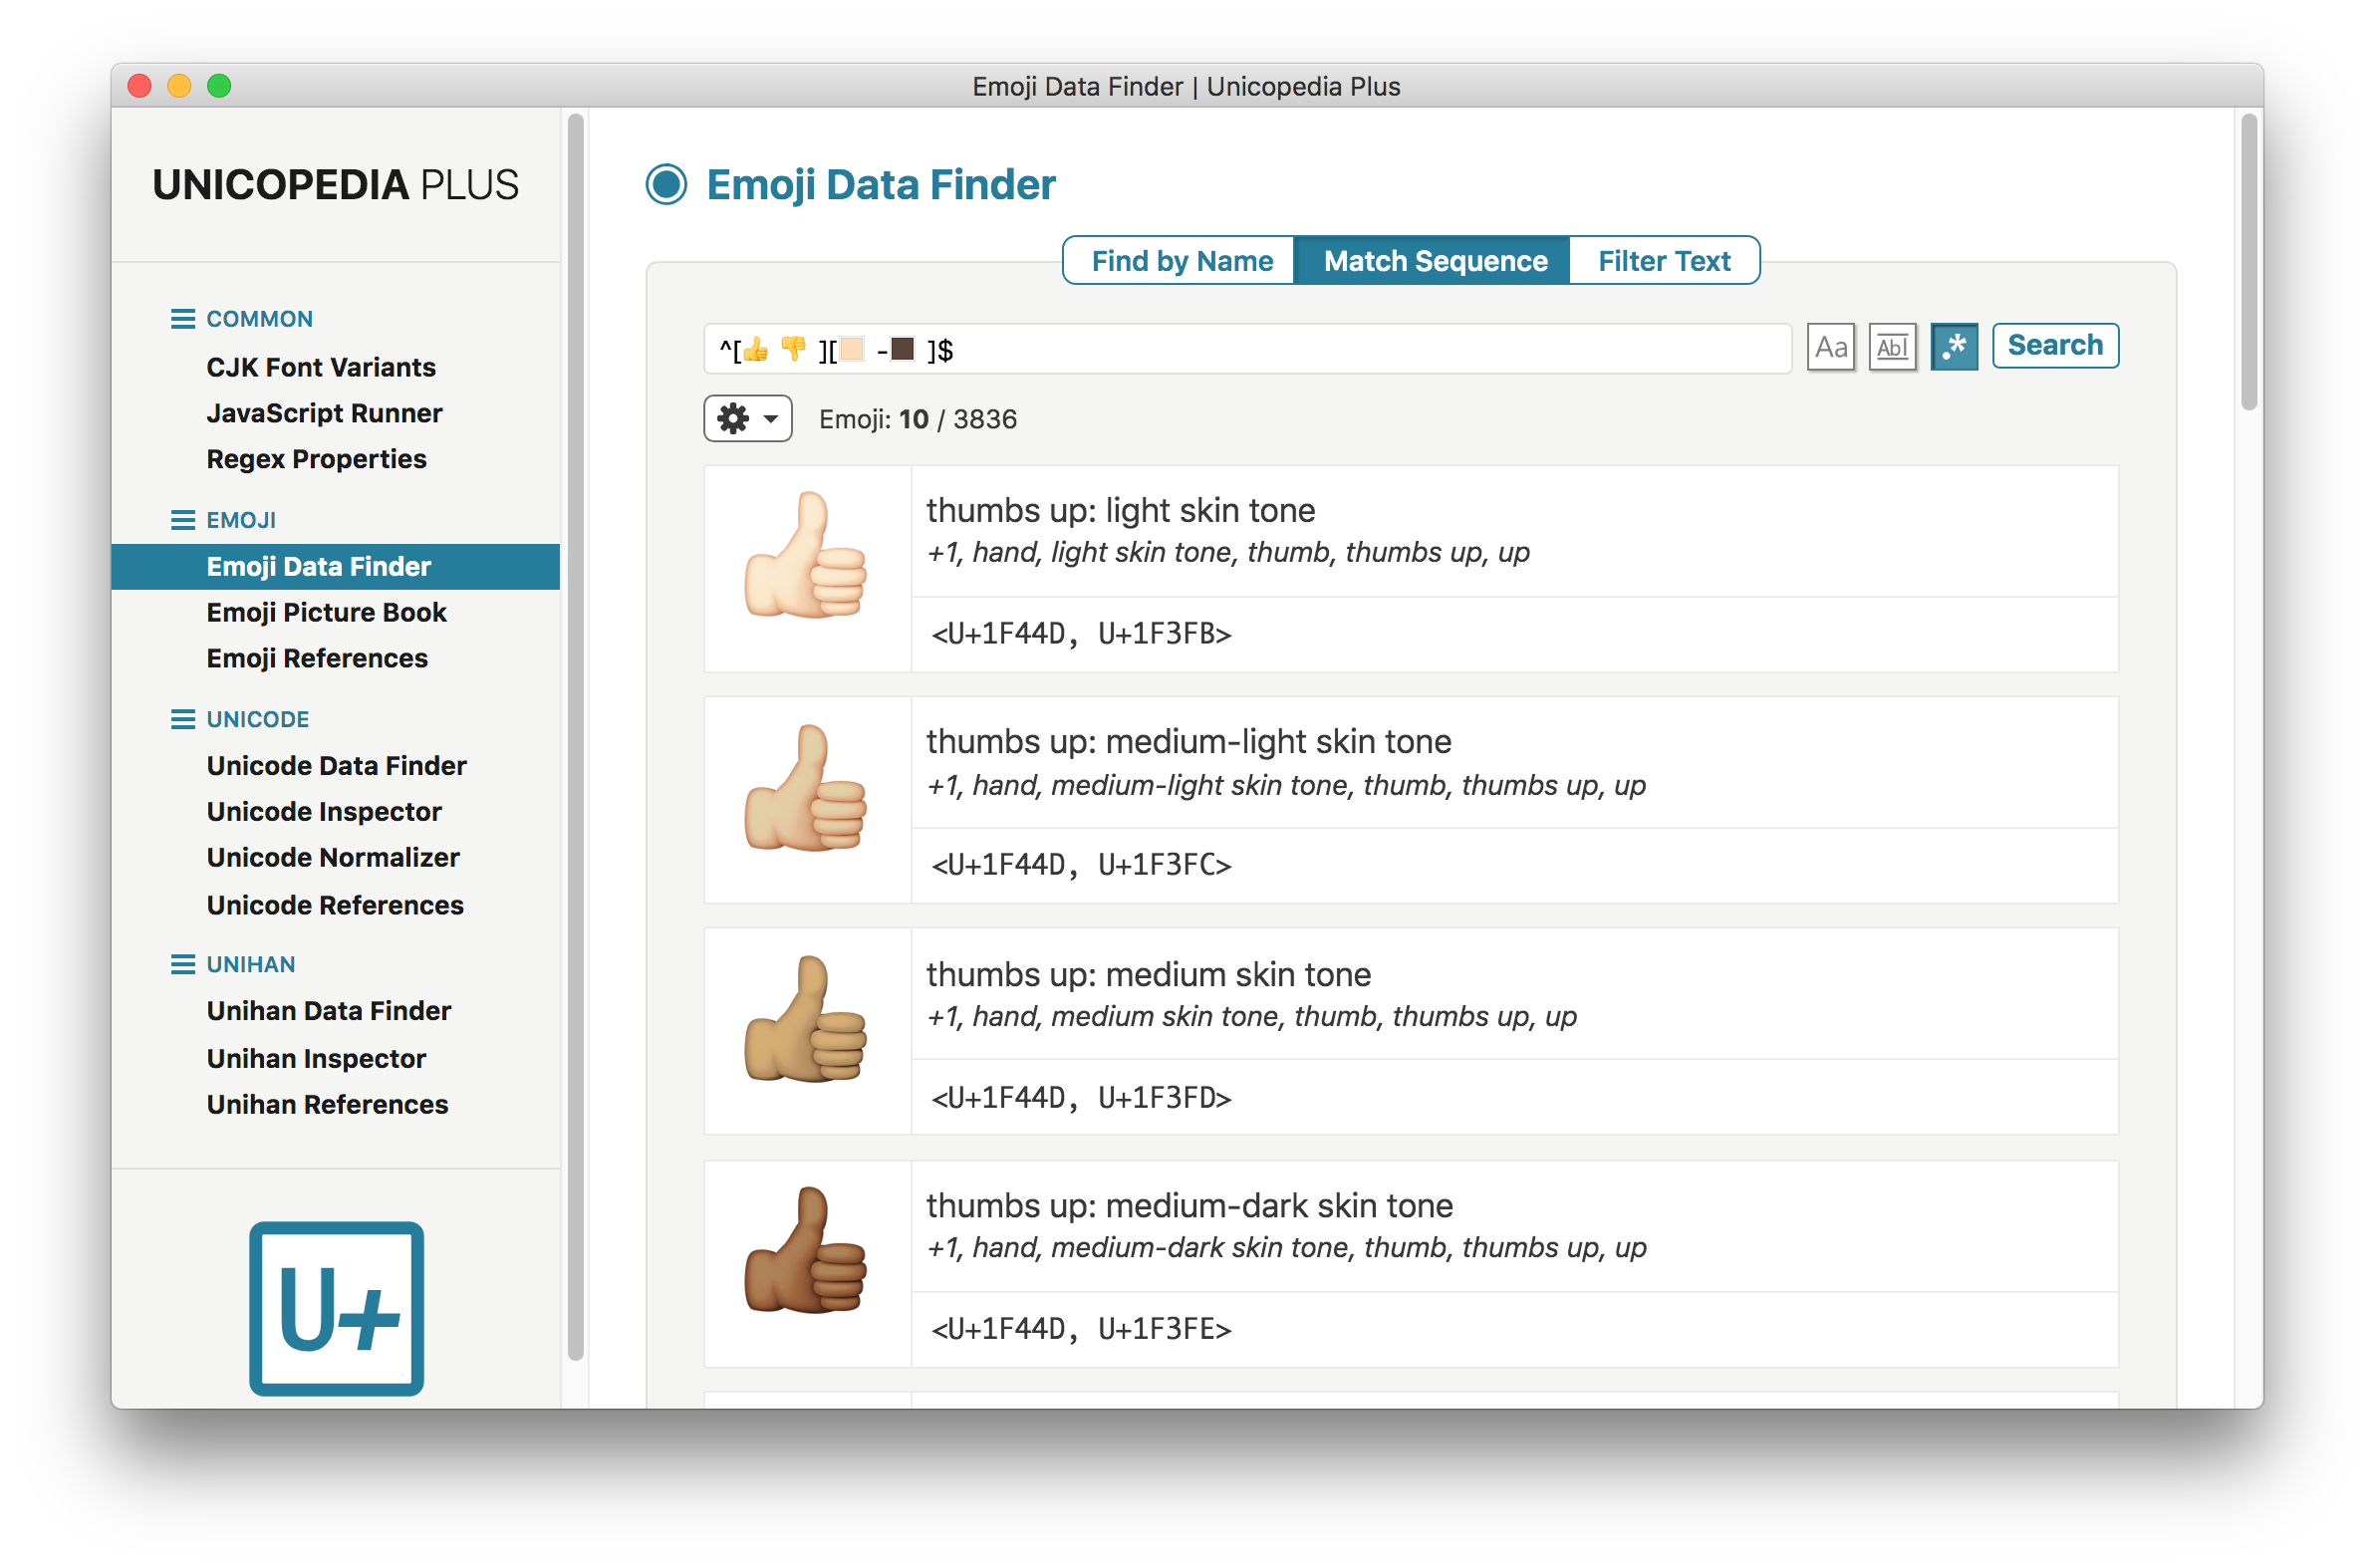 Emoji Data Finder | Unicopedia Plus
UNICOPEDIA PLUS
COMMON
CJK Font Variants
JavaScript Runner
Regex Properties
EMOJI
Emoji Data Finder
Emoji Picture Book
Emoji References
UNICODE
Unicode Data Finder
Unicode Inspector
Unicode Normalizer
Unicode References
UNIHAN
Unihan Data Finder
Unihan Inspector
Unihan References
U+
Emoji Data Finder
Find by Name Match Sequence Filter Text
^[👍👎][🏻-🏿]$ Aa Ab| .* Search
Emoji: 10 / 3836
thumbs up: light skin tone
+1, hand, light skin tone, thumb, thumbs up, up
<U+1F44D, U+1F3FB>
thumbs up: medium-light skin tone
+1, hand, medium-light skin tone, thumb, thumbs up, up
<U+1F44D, U+1F3FC>
thumbs up: medium skin tone
+1, hand, medium skin tone, thumb, thumbs up, up
<U+1F44D, U+1F3FD>
thumbs up: medium-dark skin tone
+1, hand, medium-dark skin tone, thumb, thumbs up, up
<U+1F44D, U+1F3FE>